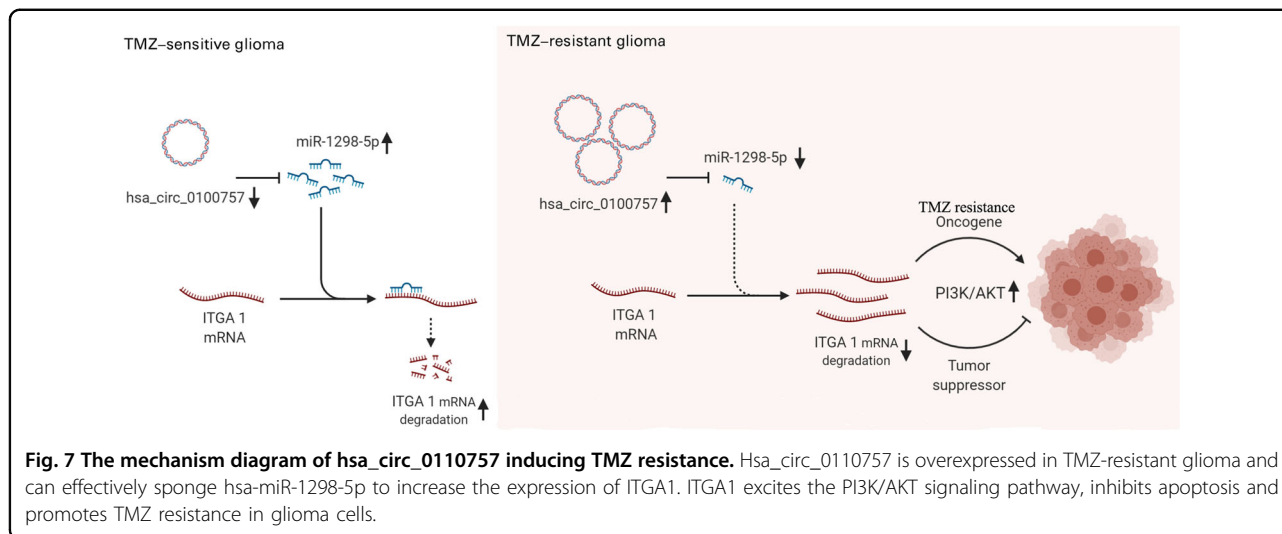 TMZ–sensitive glioma
miR-1298-5p
hsa_circ_0100757
ITGA 1
mRNA
ITGA 1 mRNA
degradation
TMZ–resistant glioma
miR-1298-5p
hsa_circ_0100757
ITGA 1
mRNA
ITGA 1 mRNA
degradation
TMZ resistance
Oncogene
PI3K/AKT
Tumor
suppressor
Fig. 7 The mechanism diagram of hsa_circ_0110757 inducing TMZ resistance. Hsa_circ_0110757 is overexpressed in TMZ-resistant glioma and
can effectively sponge hsa-miR-1298-5p to increase the expression of ITGA1. ITGA1 excites the PI3K/AKT signaling pathway, inhibits apoptosis and
promotes TMZ resistance in glioma cells.